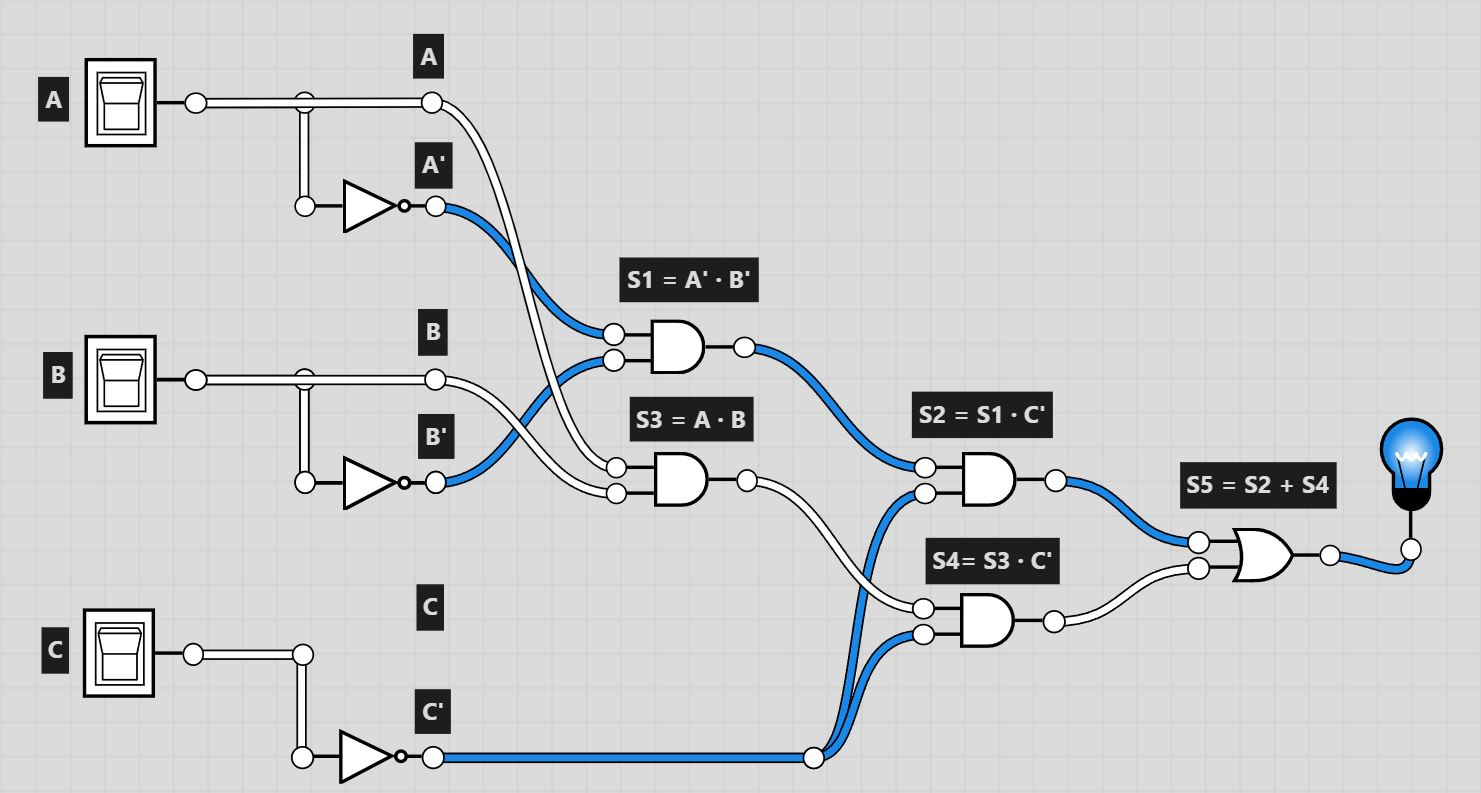 A
A
A'
S1 = A' · B'
B
B
S3 = A · B
S2 = S1 · C'
B'
S5 = S2 + S4
S4= S3 · C'
C
C
C'